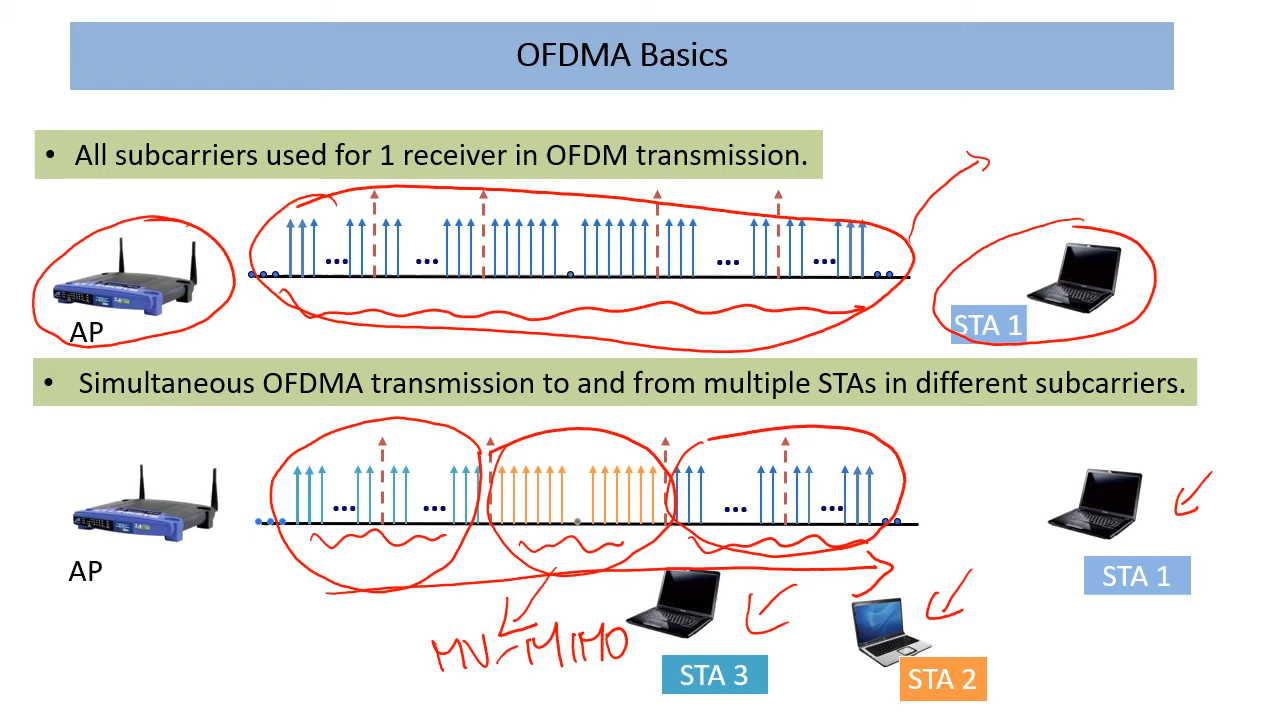 OFDMA Basics
• All subcarriers used for 1 receiver in OFDM transmission.
... ... ... ...
AP
STA 1
• Simultaneous OFDMA transmission to and from multiple STAs in different subcarriers.
... ... ... ...
AP
STA 1
MU-MIMO
STA 3
STA 2